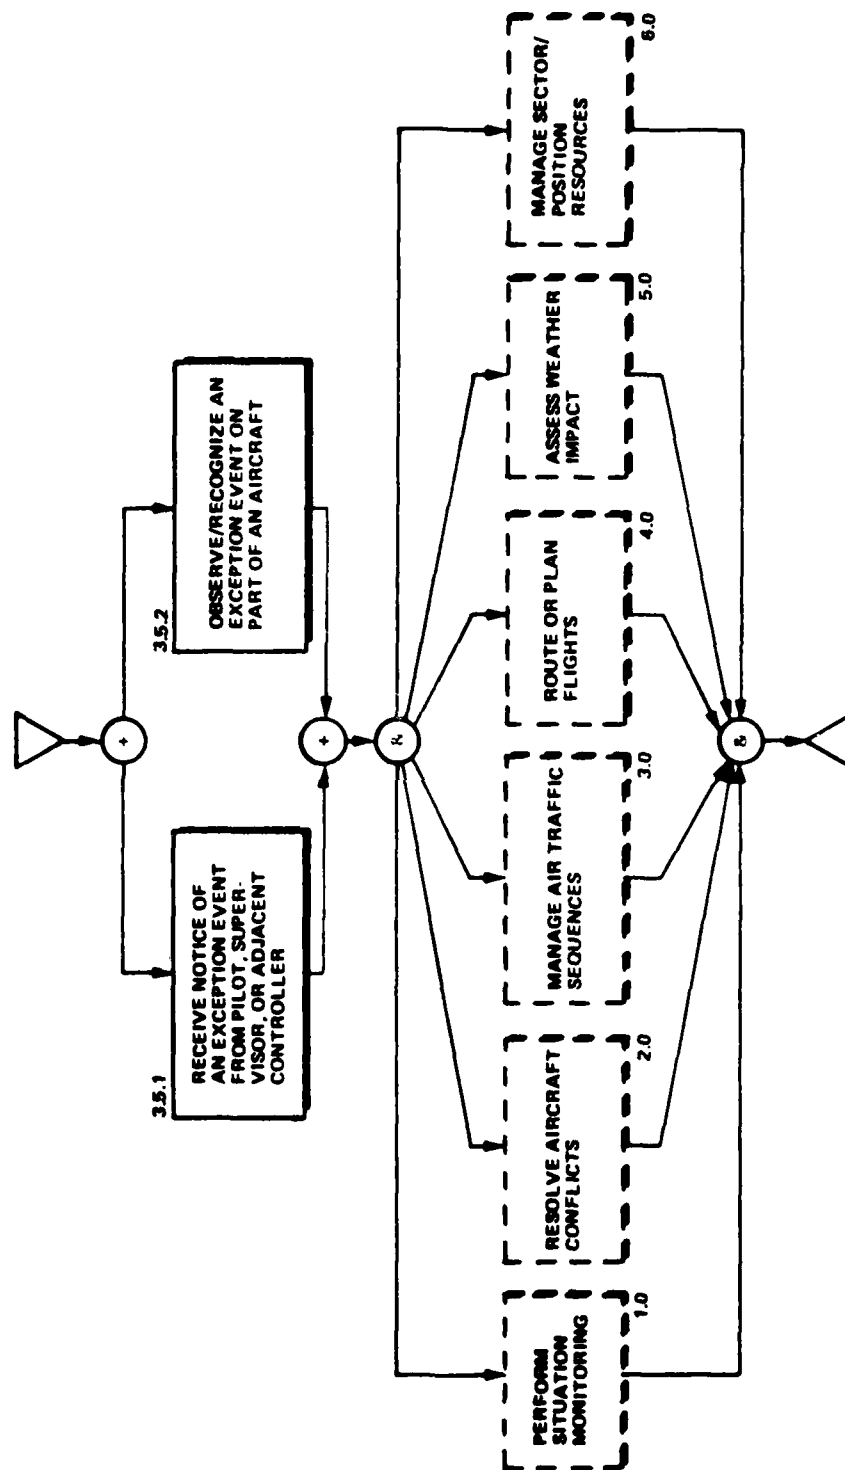 3.5.1
RECEIVE NOTICE OF
AN EXCEPTION EVENT
FROM PILOT, SUPER-
VISOR, OR ADJACENT
CONTROLLER
3.5.2
OBSERVE/RECOGNIZE AN
EXCEPTION EVENT ON
PART OF AN AIRCRAFT
+
+
&
PERFORM
SITUATION
MONITORING
1.0
RESOLVE AIRCRAFT
CONFLICTS
2.0
MANAGE AIR TRAFFIC
SEQUENCES
3.0
ROUTE OR PLAN
FLIGHTS
4.0
ASSESS WEATHER
IMPACT
5.0
MANAGE SECTOR/
POSITION
RESOURCES
6.0
&